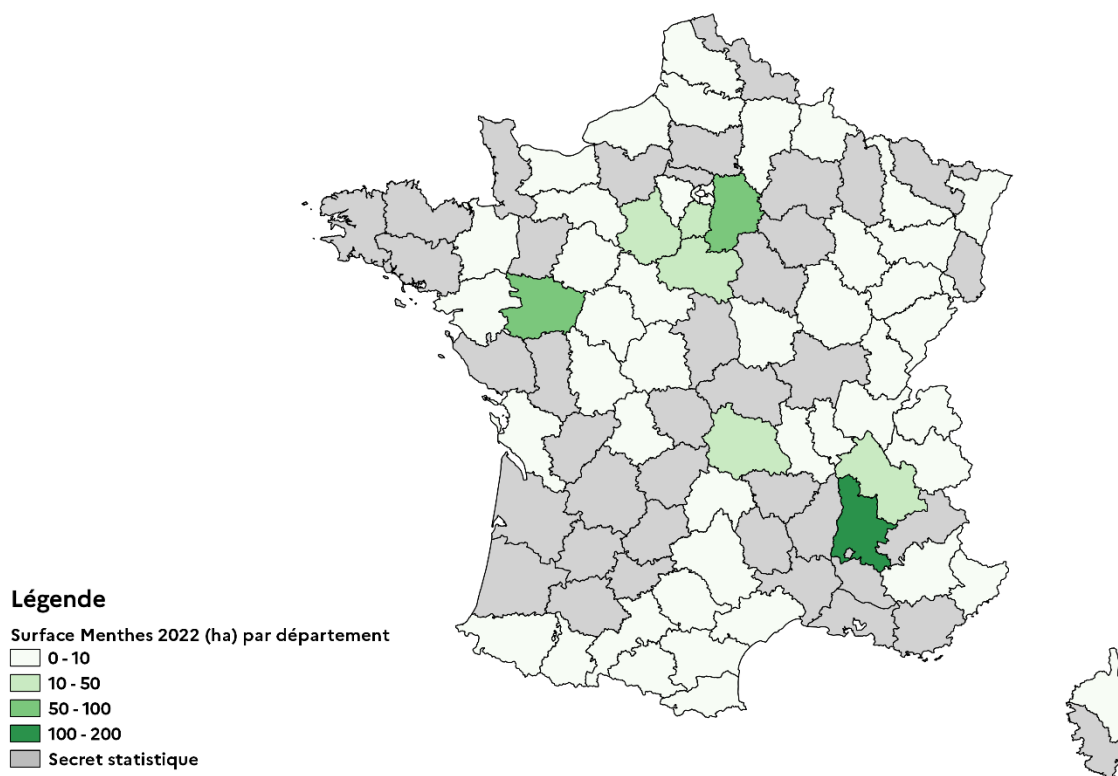 Légende
Surface Menthes 2022 (ha) par département
0 - 10
10 - 50
50 - 100
100 - 200
Secret statistique